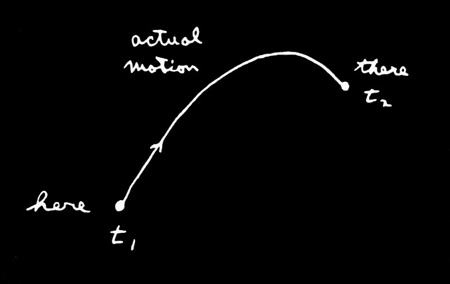 actual
motion
there
t₂
here
t₁